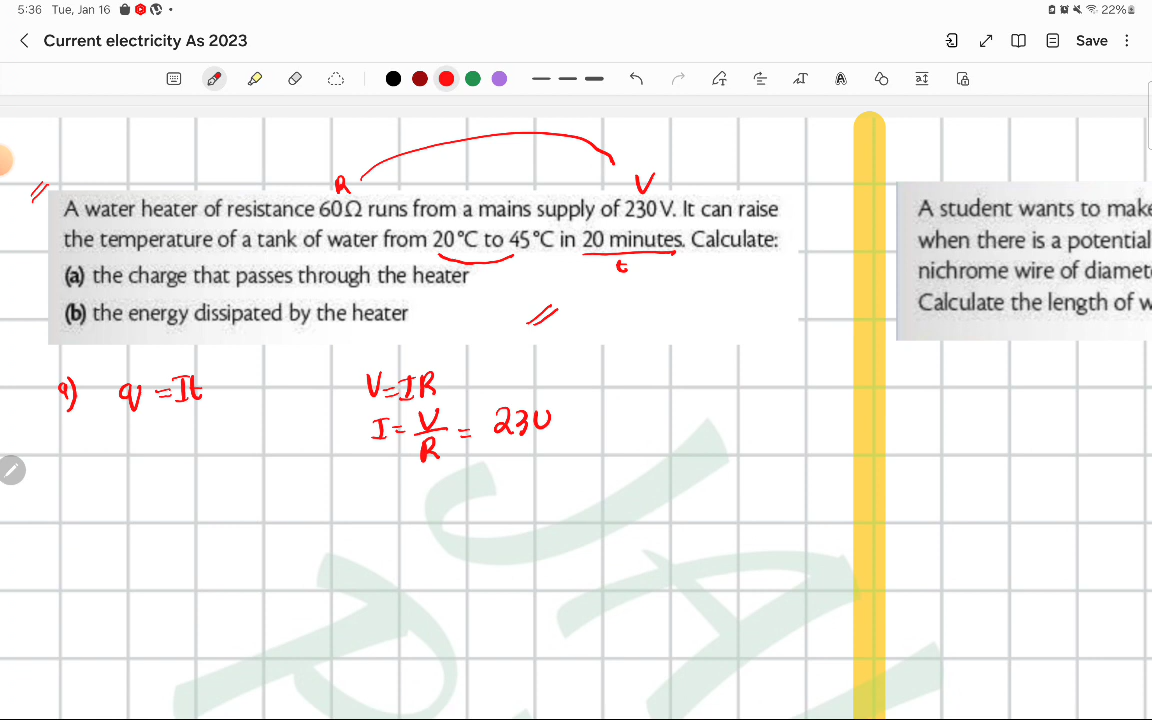 5:36 Tue, Jan 16
22%
Current electricity As 2023
Save
R
V
A water heater of resistance 60Ω runs from a mains supply of 230V. It can raise
the temperature of a tank of water from 20°C to 45°C in 20 minutes. Calculate:
t
(a) the charge that passes through the heater
(b) the energy dissipated by the heater
A student wants to make
when there is a potential
nichrome wire of diamet
Calculate the length of w
a) q = It
V=IR
I = V/R = 230